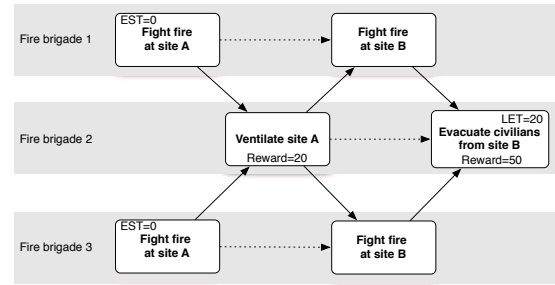 Fire brigade 1
EST=0
Fight fire
at site A
Fight fire
at site B
Fire brigade 2
Ventilate site A
Reward=20
LET=20
Evacuate civilians
from site B
Reward=50
Fire brigade 3
EST=0
Fight fire
at site A
Fight fire
at site B